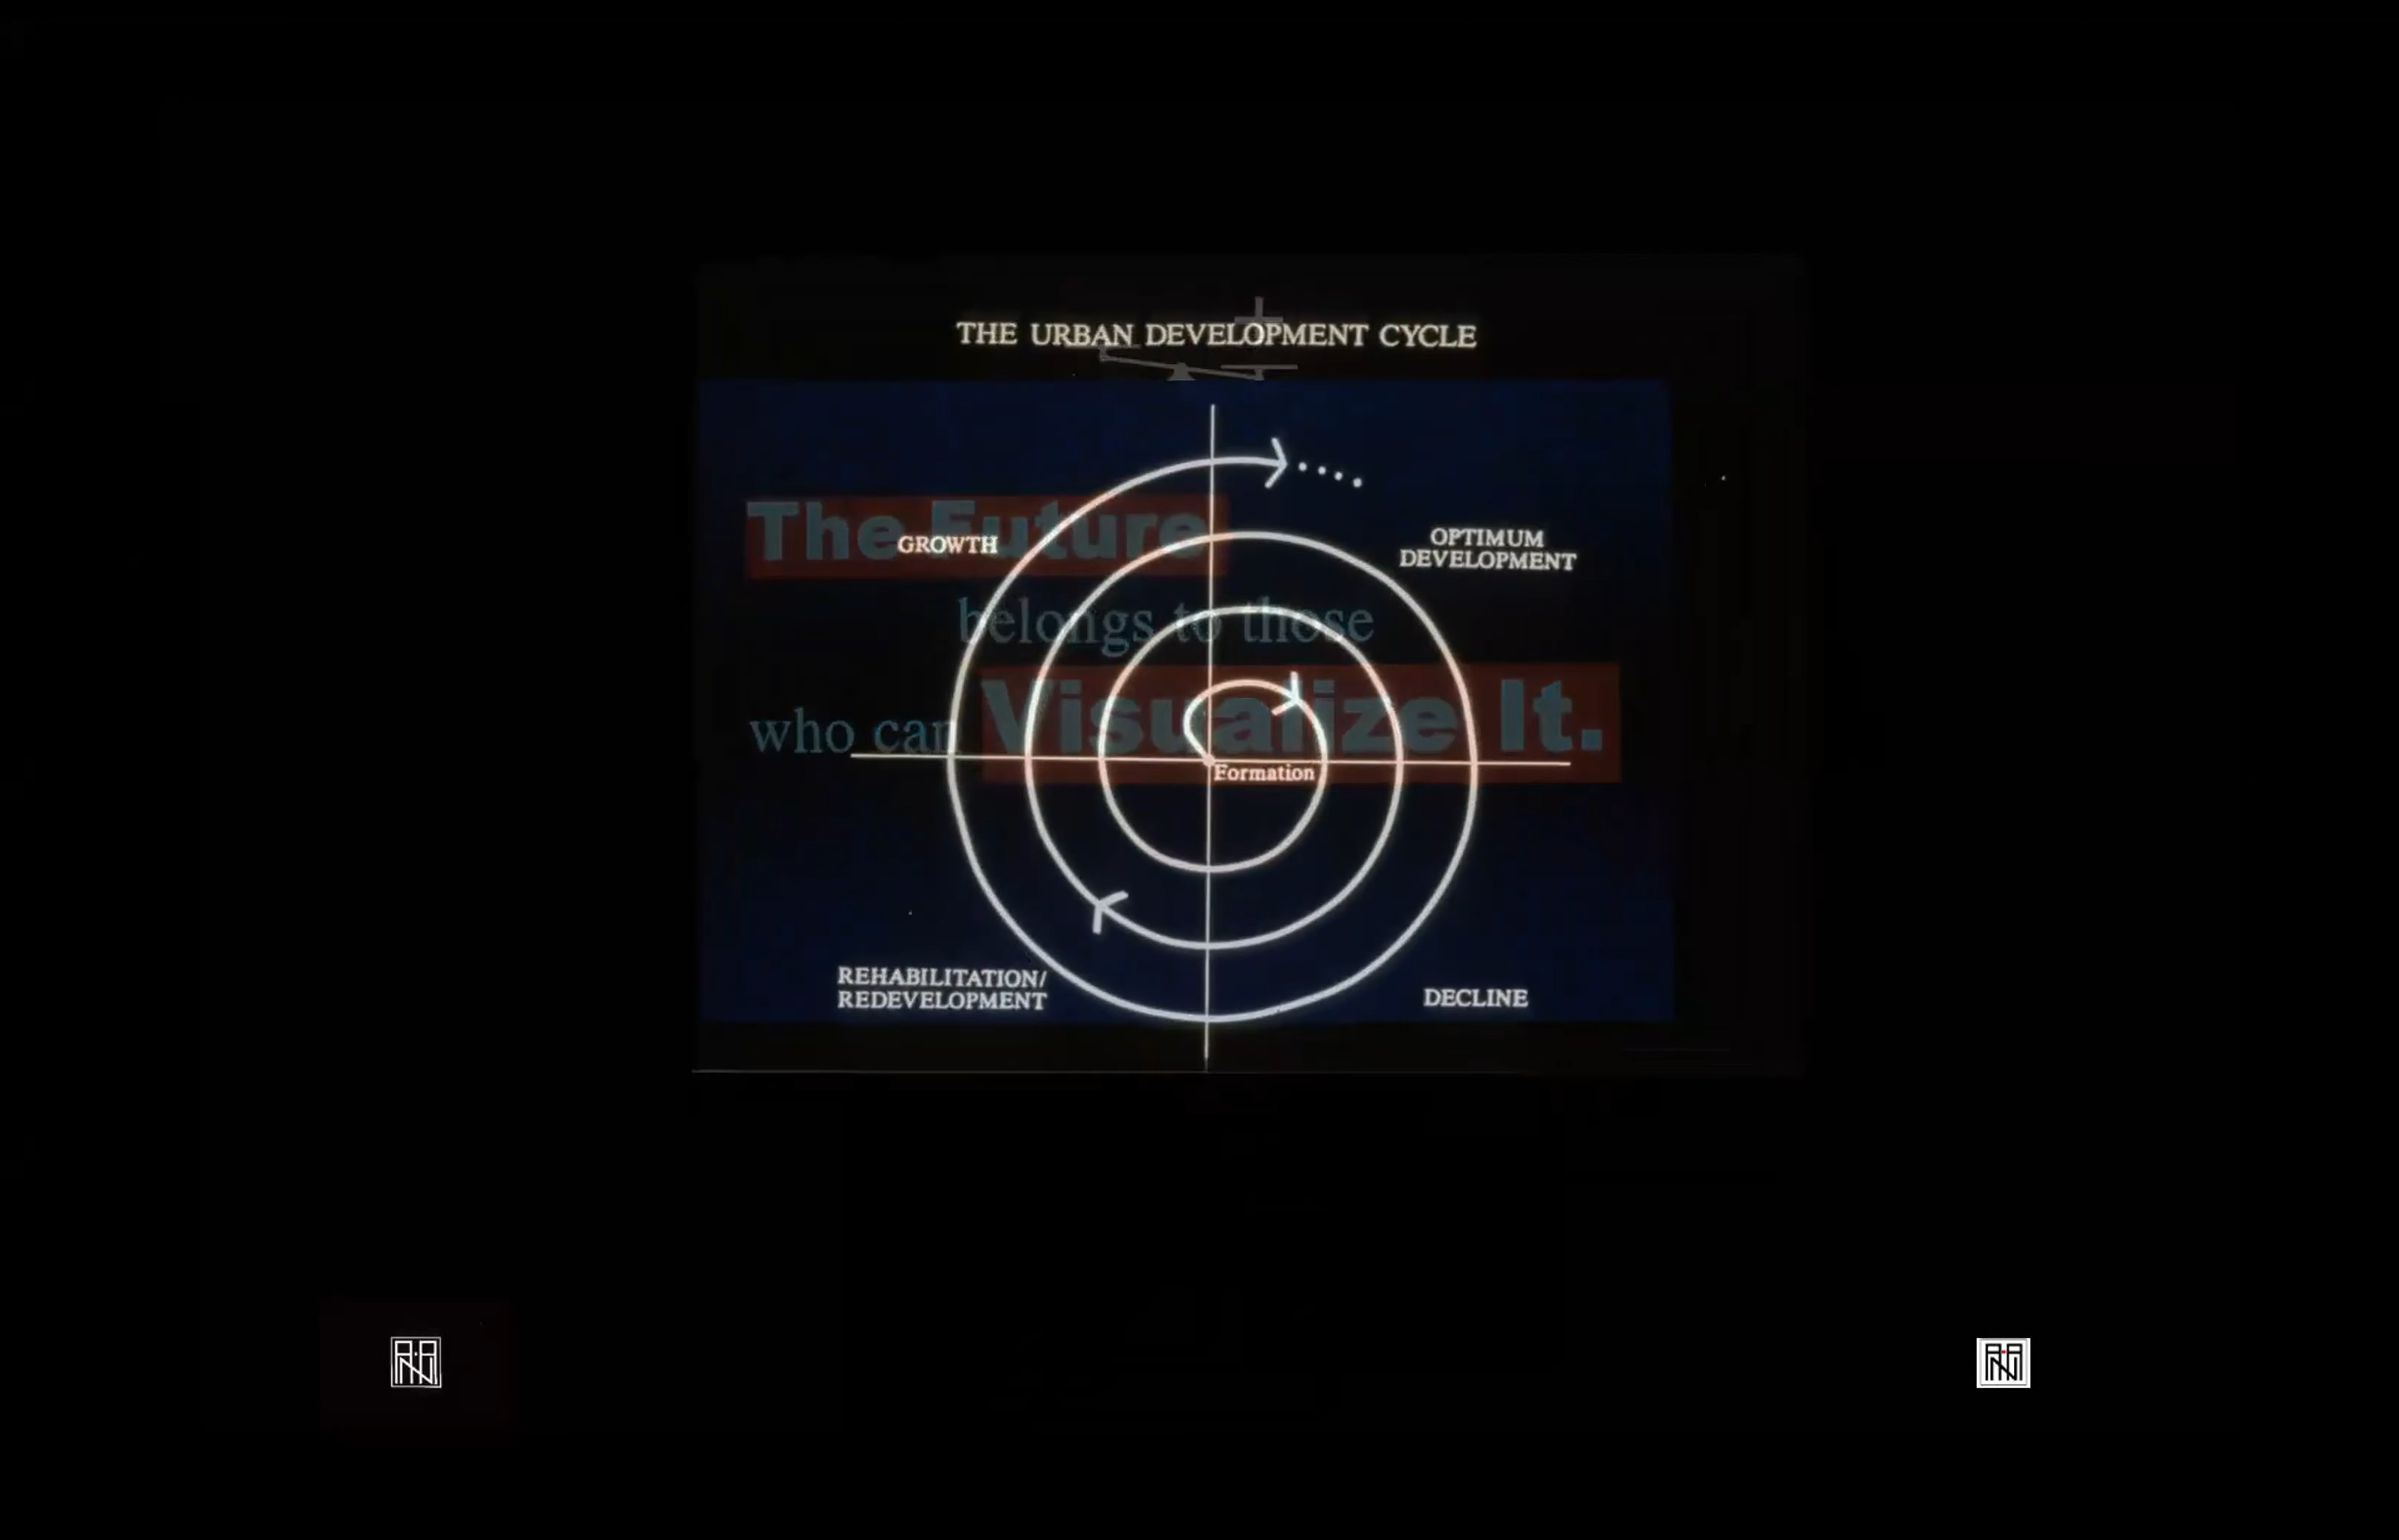 THE URBAN DEVELOPMENT CYCLE
The Future
GROWTH
OPTIMUM
DEVELOPMENT
belongs to those
who can Visualize It.
Formation
REHABILITATION/
REDEVELOPMENT
DECLINE